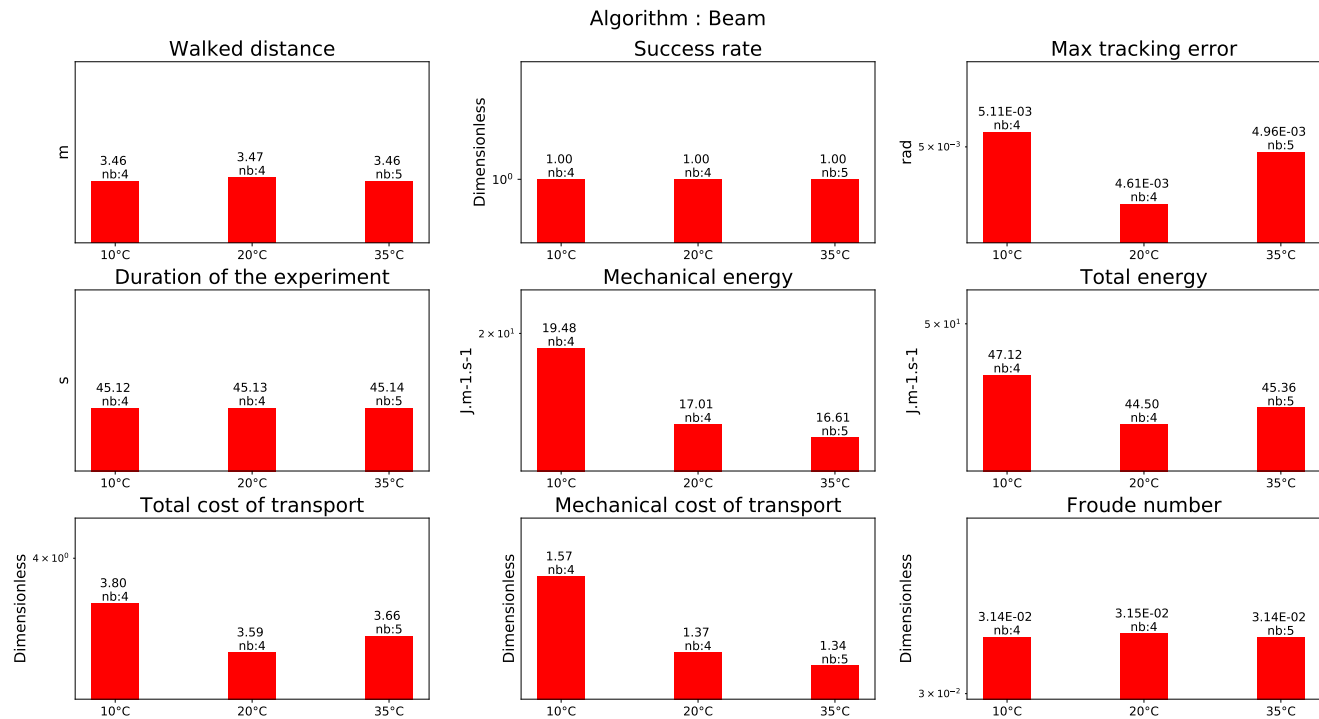 Algorithm : Beam
Walked distance
m
3.46
nb:4
3.47
nb:4
3.46
nb:5
10°C
20°C
35°C
Success rate
Dimensionless
10⁰
1.00
nb:4
1.00
nb:4
1.00
nb:5
10°C
20°C
35°C
Max tracking error
rad
5 × 10⁻³
5.11E-03
nb:4
4.61E-03
nb:4
4.96E-03
nb:5
10°C
20°C
35°C
Duration of the experiment
s
45.12
nb:4
45.13
nb:4
45.14
nb:5
10°C
20°C
35°C
Mechanical energy
J.m-1.s-1
2 × 10¹
19.48
nb:4
17.01
nb:4
16.61
nb:5
10°C
20°C
35°C
Total energy
J.m-1.s-1
5 × 10¹
47.12
nb:4
44.50
nb:4
45.36
nb:5
10°C
20°C
35°C
Total cost of transport
Dimensionless
4 × 10⁰
3.80
nb:4
3.59
nb:4
3.66
nb:5
10°C
20°C
35°C
Mechanical cost of transport
Dimensionless
1.57
nb:4
1.37
nb:4
1.34
nb:5
10°C
20°C
35°C
Froude number
Dimensionless
3 × 10⁻²
3.14E-02
nb:4
3.15E-02
nb:4
3.14E-02
nb:5
10°C
20°C
35°C